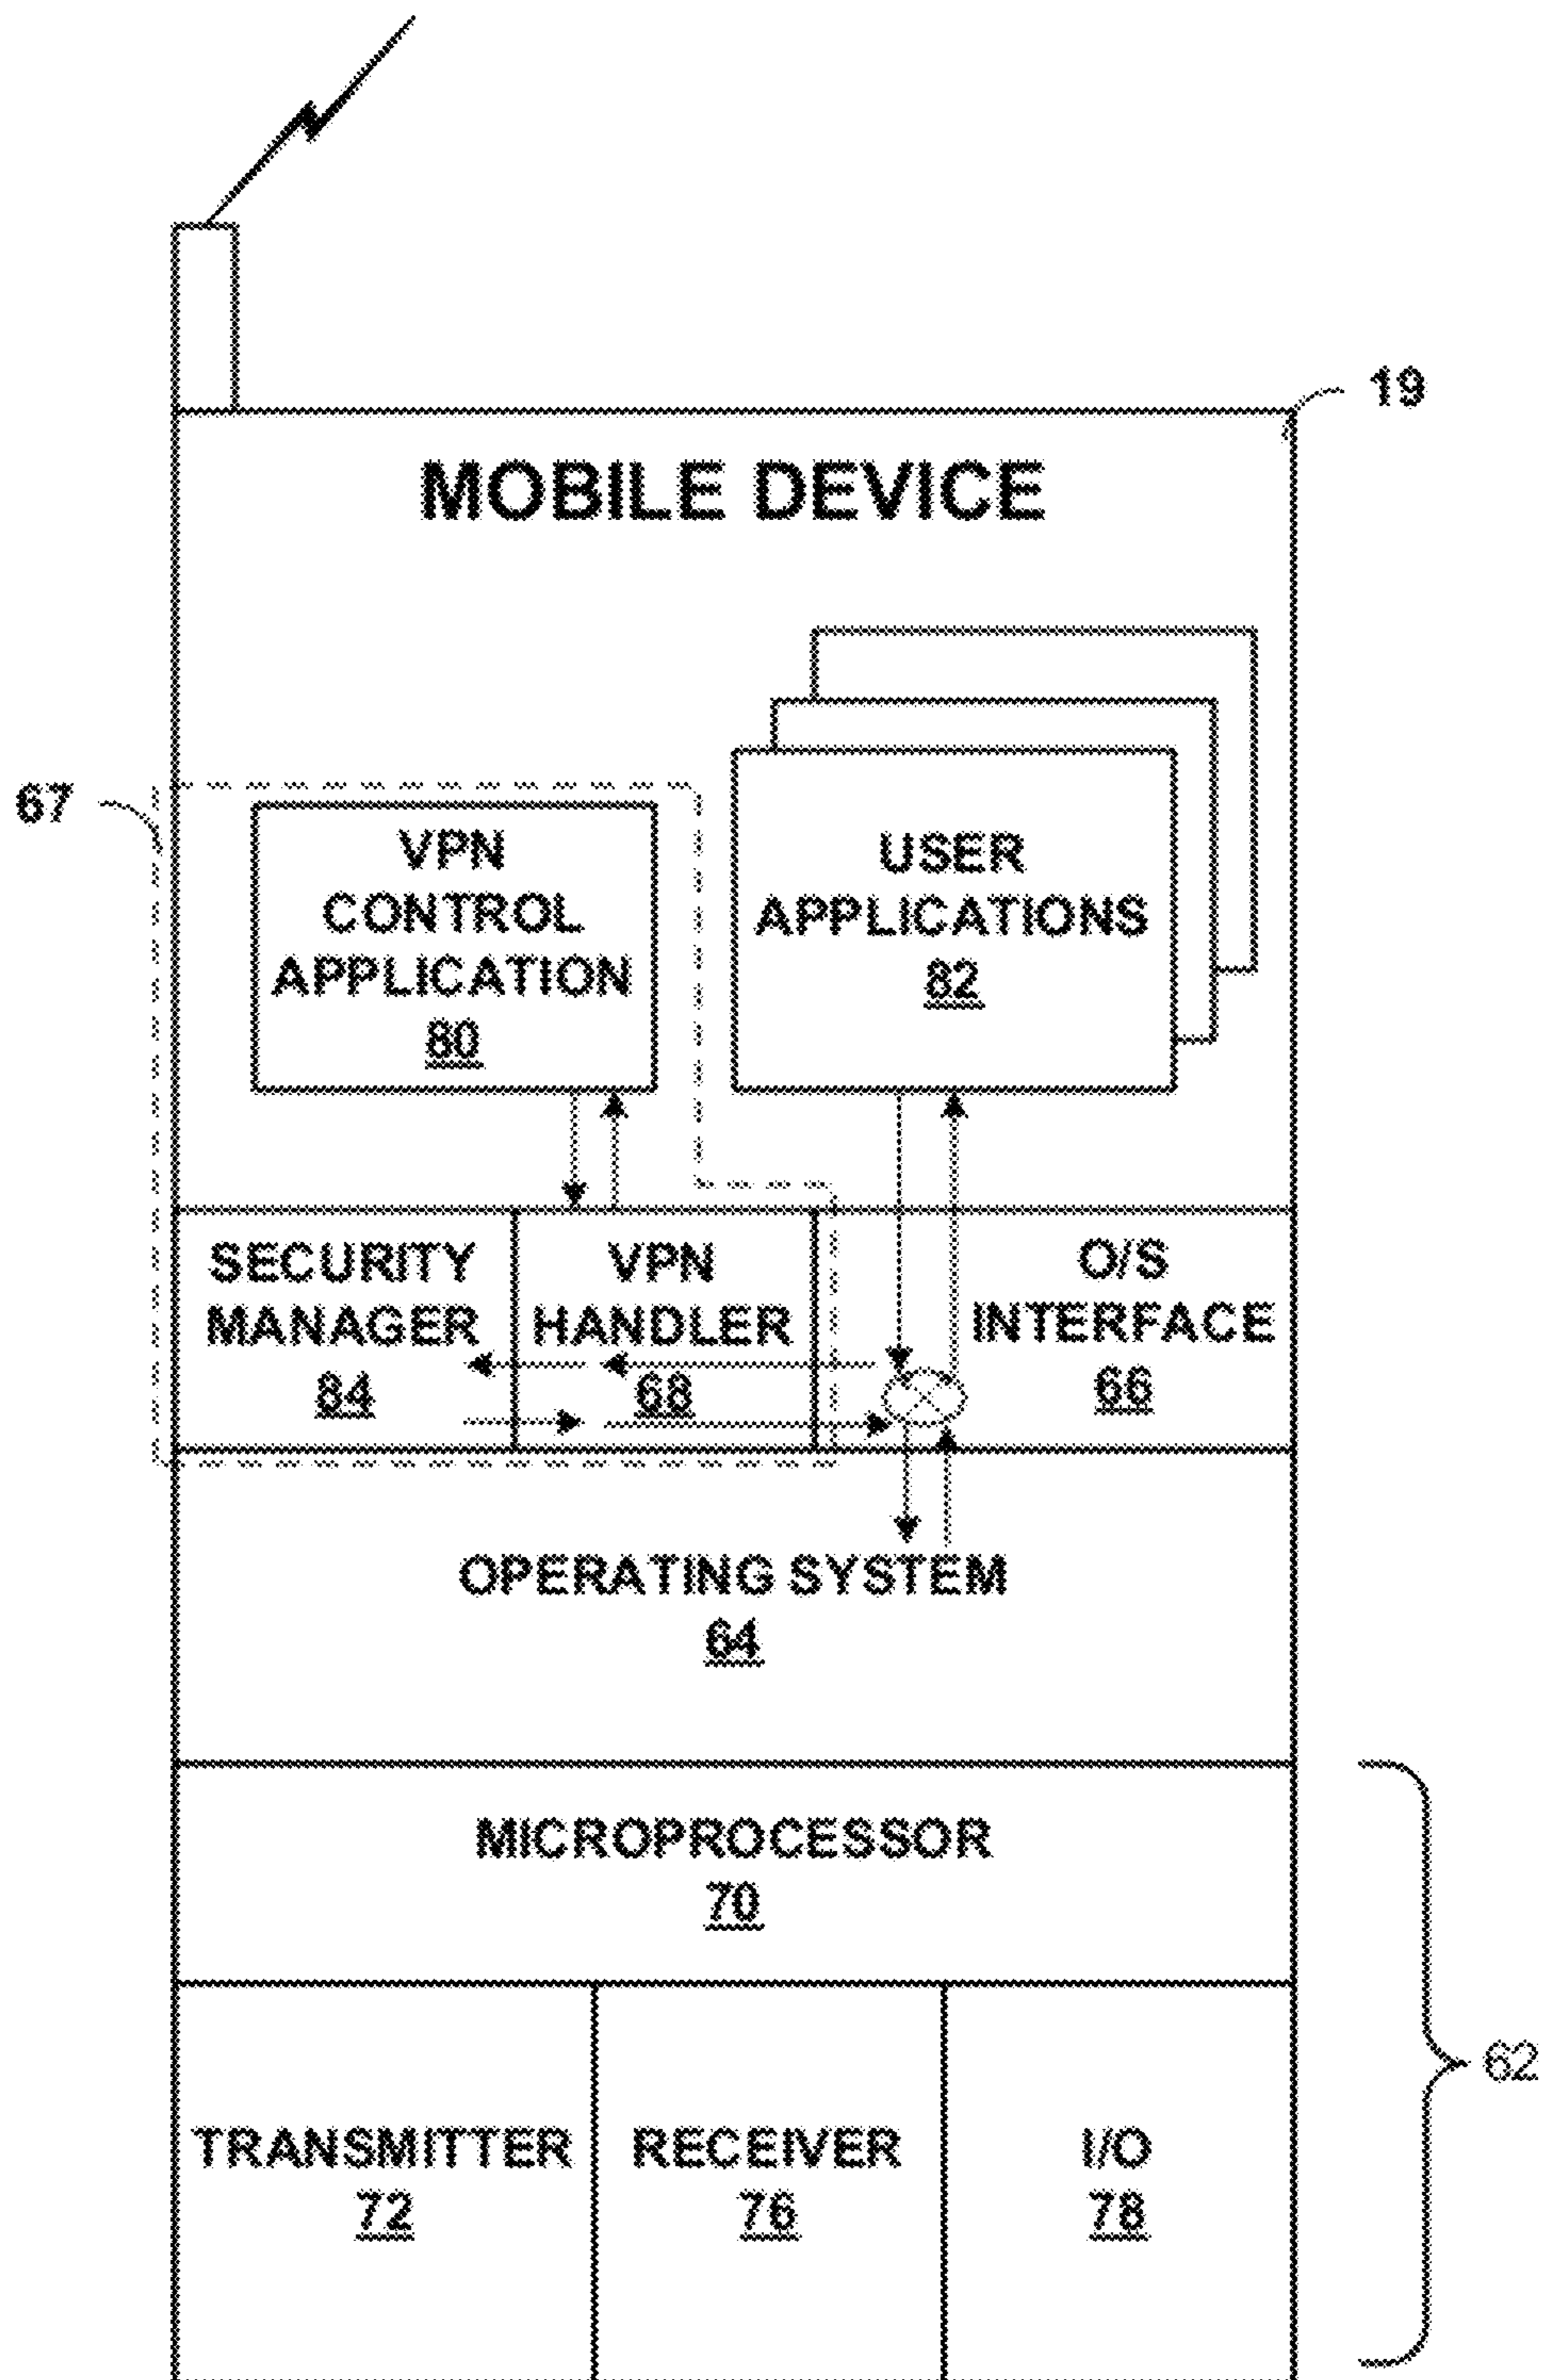 19
MOBILE DEVICE
67
VPN
CONTROL
APPLICATION
80
USER
APPLICATIONS
82
SECURITY
MANAGER
84
VPN
HANDLER
68
O/S
INTERFACE
66
OPERATING SYSTEM
64
MICROPROCESSOR
70
62
TRANSMITTER
72
RECEIVER
76
I/O
78